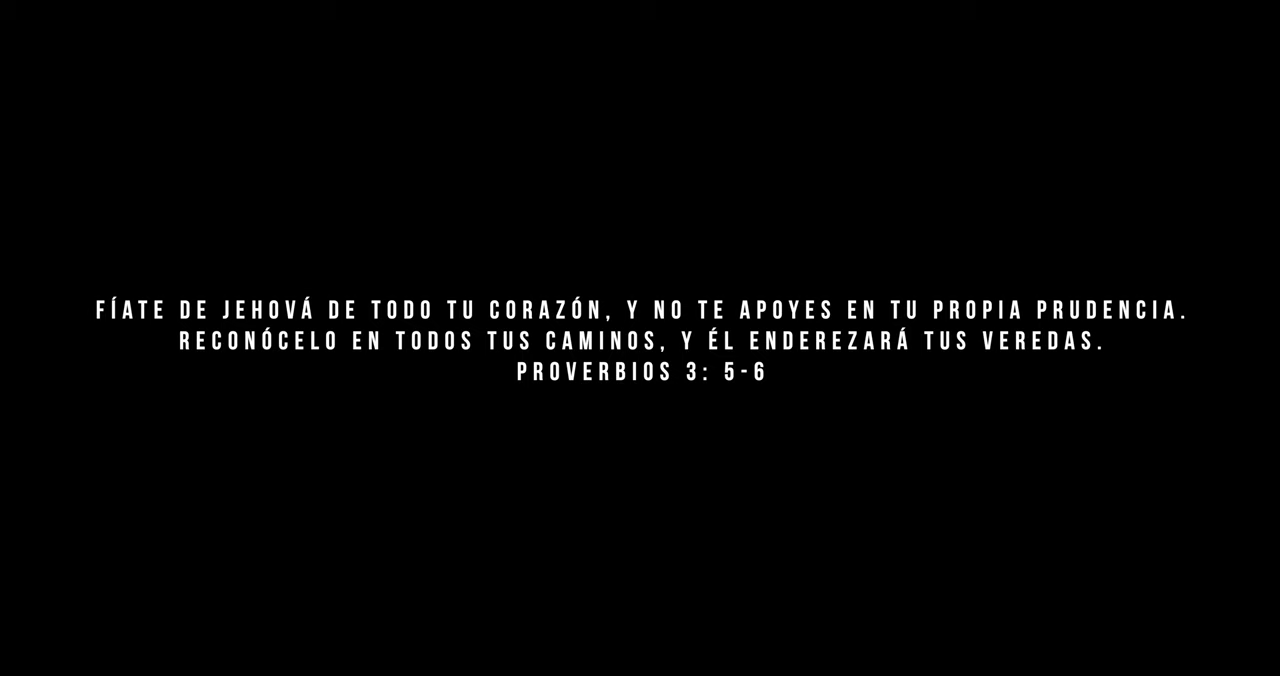 FÍATE DE JEHOVÁ DE TODO TU CORAZÓN, Y NO TE APOYES EN TU PROPIA PRUDENCIA.
RECONÓCELO EN TODOS TUS CAMINOS, Y ÉL ENDEREZARÁ TUS VEREDAS.
PROVERBIOS 3: 5-6